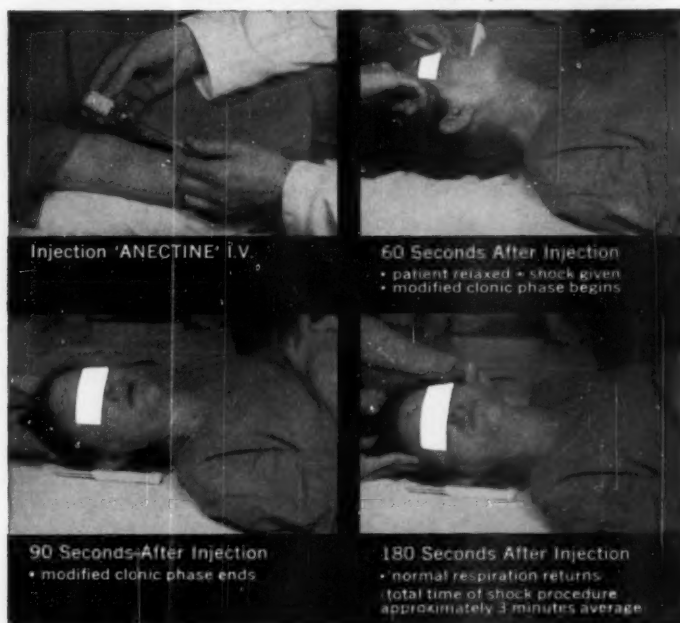 Injection 'ANECTINE' I.V.
60 Seconds After Injection
• patient relaxed • shock given
• modified clonic phase begins
90 Seconds After Injection
• modified clonic phase ends
180 Seconds After Injection
• normal respiration returns
total time of shock procedure
approximately 3 minutes average